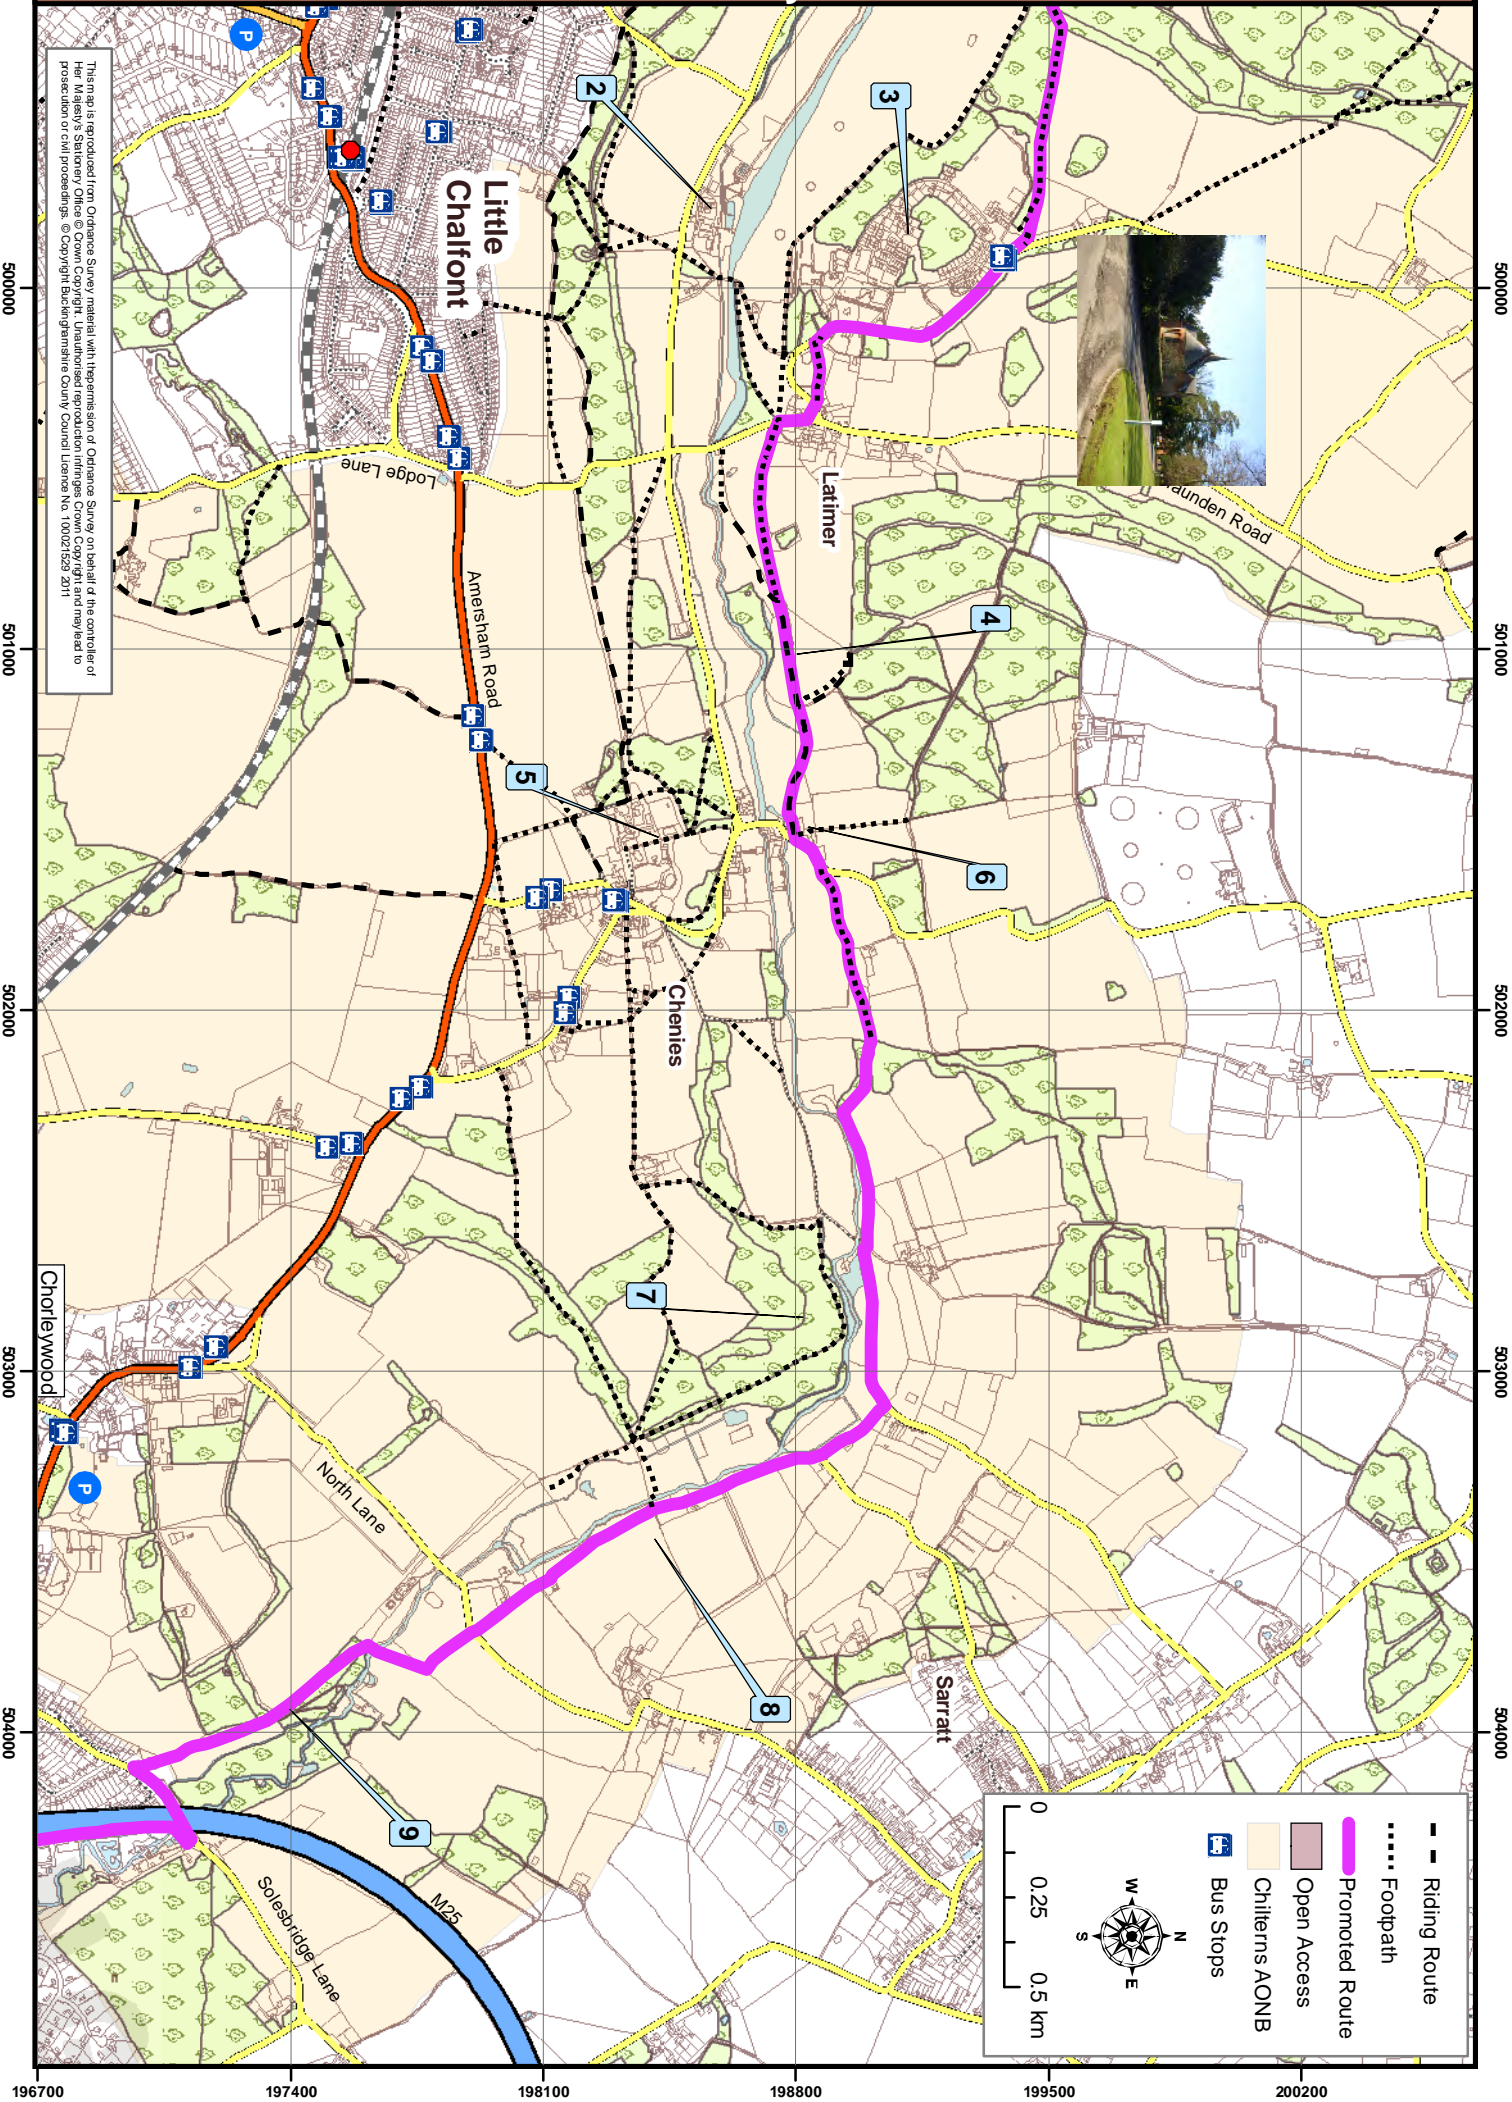 Riding Route
Footpath
Promoted Route
Open Access
Chilterns AONB
Bus Stops
N
W
E
S
0
0.25
0.5 km
500000
501000
502000
503000
504000
200200
199500
198800
198100
197400
196700
500000
501000
502000
503000
504000
Latimer
Little
Chalfont
Chenies
Sarratt
Chorleywood
Lodge Lane
Amersham Road
North Lane
M25
Solesbridge Lane
2
3
4
5
6
7
8
9
P
P
This map is reproduced from Ordnance Survey material with the permission of Ordnance Survey on behalf of the controller of
Her Majesty's Stationery Office © Crown Copyright. Unauthorised reproduction infringes Crown Copyright and may lead to
prosecution or civil proceedings. © Copyright Buckinghamshire County Council Licence No. 100021529 2011